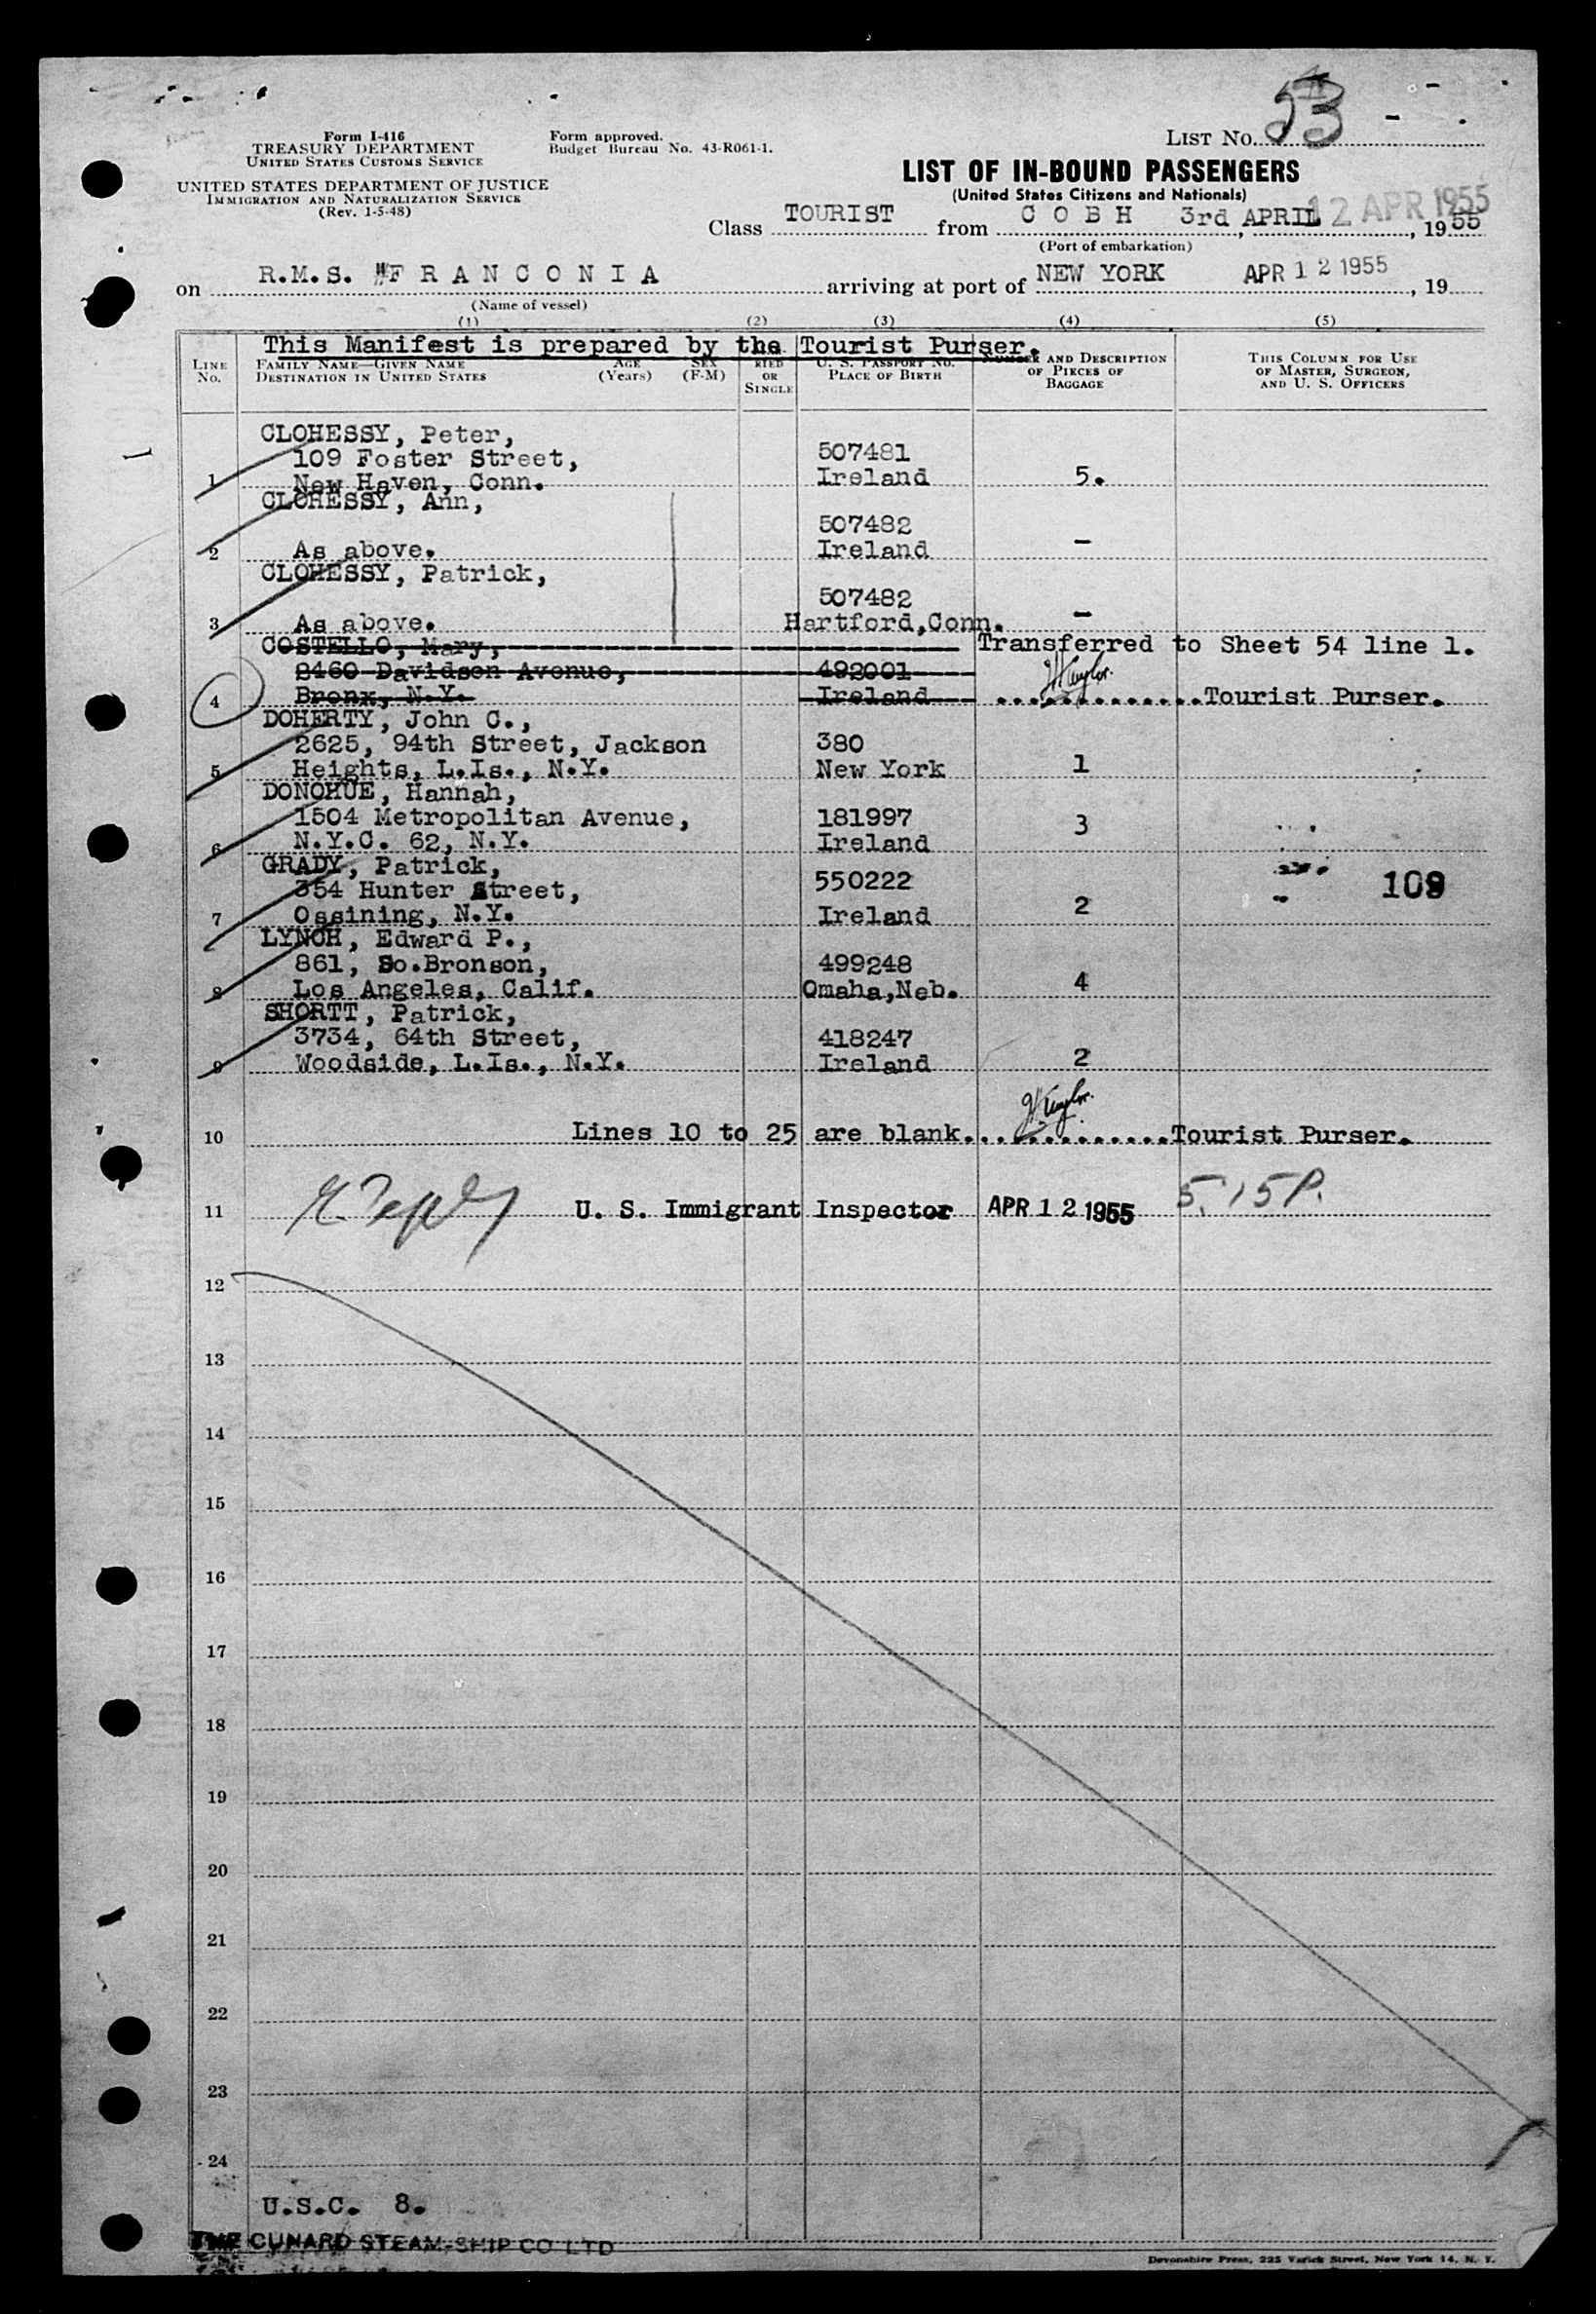 Form I-416
TREASURY DEPARTMENT
UNITED STATES CUSTOMS SERVICE
UNITED STATES DEPARTMENT OF JUSTICE
IMMIGRATION AND NATURALIZATION SERVICE
(Rev. 1-5-48)
Form approved.
Budget Bureau No. 43-R061-1.
LIST No. 53
LIST OF IN-BOUND PASSENGERS
(United States Citizens and Nationals)
12 APR 1955
Class TOURIST from C O B H 3rd APRIL, 1955
(Port of embarkation)
on R.M.S. "F R A N C O N I A arriving at port of NEW YORK APR 12 1955, 19
(Name of vessel)
(1) (2) (3) (4) (5)
This Manifest is prepared by the Tourist Purser.
LINE No. FAMILY NAME—GIVEN NAME DESTINATION IN UNITED STATES AGE (Years) SEX (F-M) RIED OR SINGLE U. S. PASSPORT NO. PLACE OF BIRTH NUMBER AND DESCRIPTION OF PIECES OF BAGGAGE THIS COLUMN FOR USE OF MASTER, SURGEON, AND U. S. OFFICERS
CLOHESSY, Peter,
109 Foster Street, 507481
1 New Haven, Conn. Ireland 5.
CLOHESSY, Ann,
507482
2 As above. Ireland -
CLOHESSY, Patrick,
507482
3 As above. Hartford,Conn. -
COSTELLO, Mary, Transferred to Sheet 54 line 1.
2460 Davidson Avenue, 492001
4 Bronx, N.Y. Ireland Taylor. Tourist Purser.
DOHERTY, John C.,
2625, 94th Street, Jackson 380
5 Heights, L.Is., N.Y. New York 1
DONOHUE, Hannah,
1504 Metropolitan Avenue, 181997 3
6 N.Y.C. 62, N.Y. Ireland
GRADY, Patrick,
354 Hunter Street, 550222 109
7 Ossining, N.Y. Ireland 2
LYNCH, Edward P.,
861, So.Bronson, 499248
8 Los Angeles, Calif. Omaha,Neb. 4
SHORTT, Patrick,
3734, 64th Street, 418247
9 Woodside, L.Is., N.Y. Ireland 2
10 Lines 10 to 25 are blank. Taylor. Tourist Purser.
11 U. S. Immigrant Inspector APR 12 1955 5.15P.
12
13
14
15
16
17
18
19
20
21
22
23
24
U.S.C. 8.
THE CUNARD STEAM-SHIP CO LTD
Devonshire Press, 225 Varick Street, New York 14, N. Y.